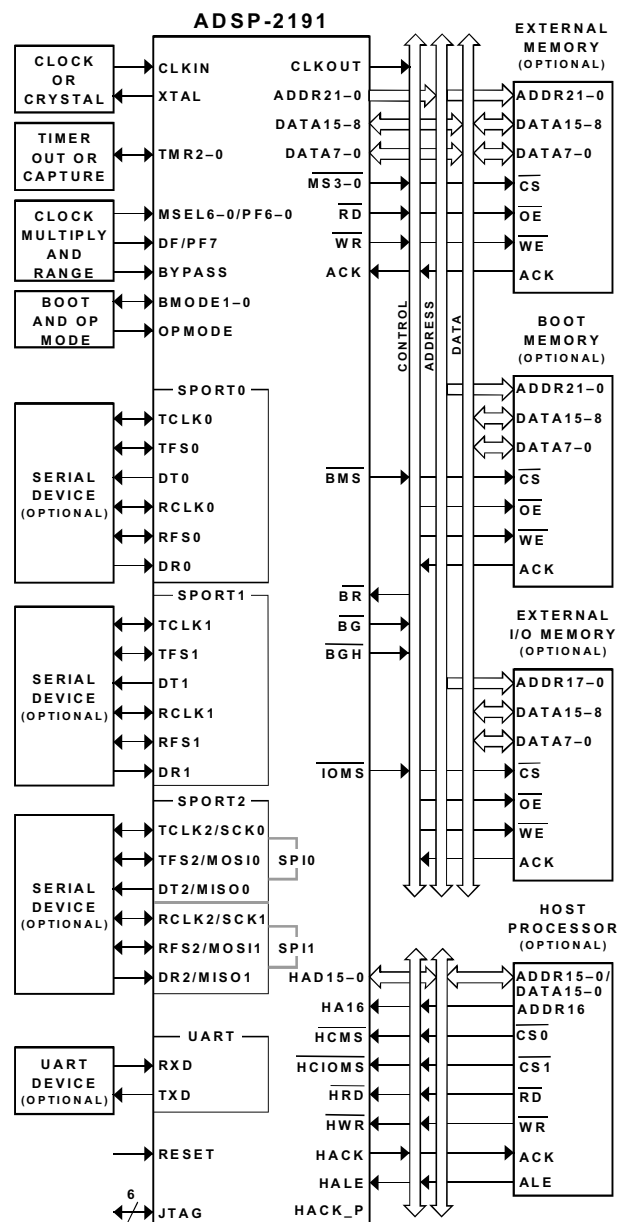 ADSP-2191
CLOCK
OR
CRYSTAL
CLKIN
XTAL
TIMER
OUT OR
CAPTURE
TMR2-0
CLOCK
MULTIPLY
AND
RANGE
MSEL6-0/PF6-0
DF/PF7
BYPASS
BOOT
AND OP
MODE
BMODE1-0
OPMODE
SERIAL
DEVICE
(OPTIONAL)
SPORT0
TCLK0
TFS0
DT0
RCLK0
RFS0
DR0
SERIAL
DEVICE
(OPTIONAL)
SPORT1
TCLK1
TFS1
DT1
RCLK1
RFS1
DR1
SERIAL
DEVICE
(OPTIONAL)
SPORT2
TCLK2/SCK0
TFS2/MOSI0
DT2/MISO0
SPI0
RCLK2/SCK1
RFS2/MOSI1
DR2/MISO1
SPI1
UART
DEVICE
(OPTIONAL)
UART
RXD
TXD
RESET
6
JTAG
CLKOUT
ADDR21-0
DATA15-8
DATA7-0
MS3-0
RD
WR
ACK
BMS
BR
BG
BGH
IOMS
HAD15-0
HA16
HCMS
HCIOMS
HRD
HWR
HACK
HALE
HACK_P
CONTROL
ADDRESS
DATA
EXTERNAL
MEMORY
(OPTIONAL)
ADDR21-0
DATA15-8
DATA7-0
CS
OE
WE
ACK
BOOT
MEMORY
(OPTIONAL)
ADDR21-0
DATA15-8
DATA7-0
CS
OE
WE
ACK
EXTERNAL
I/O MEMORY
(OPTIONAL)
ADDR17-0
DATA15-8
DATA7-0
CS
OE
WE
ACK
HOST
PROCESSOR
(OPTIONAL)
ADDR15-0/
DATA15-0
ADDR16
CS0
CS1
RD
WR
ACK
ALE